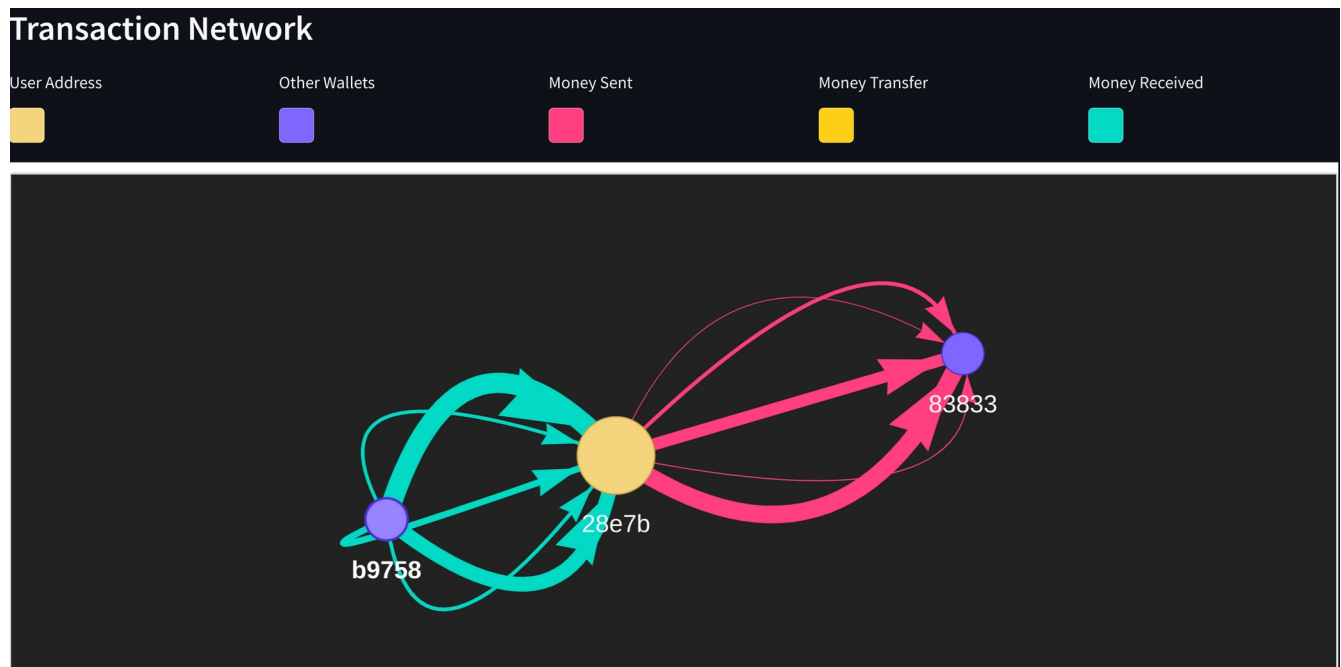 Transaction Network
User Address Other Wallets Money Sent Money Transfer Money Received
83833
28e7b
b9758